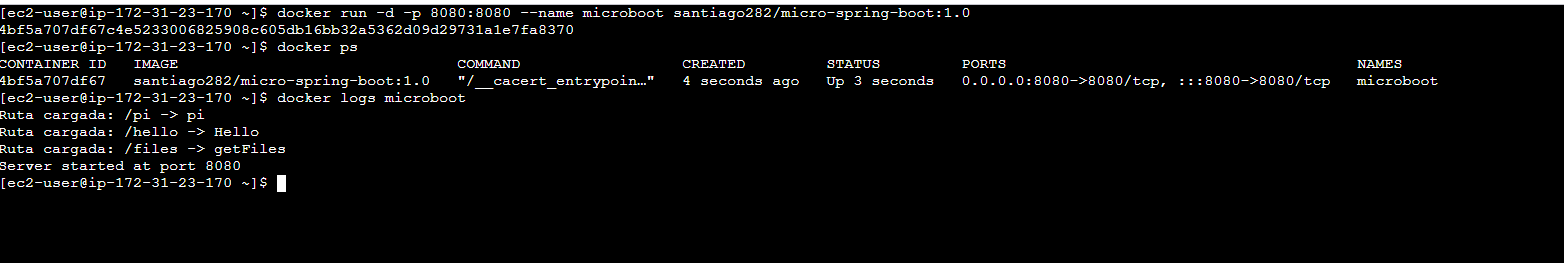 [ec2-user@ip-172-31-23-170 ~]$ docker run -d -p 8080:8080 --name microboot santiago282/micro-spring-boot:1.0
4bf5a707df67c4e5233006825908c605db16bb32a5362d09d29731a1e7fa8370
[ec2-user@ip-172-31-23-170 ~]$ docker ps
CONTAINER ID   IMAGE                               COMMAND                  CREATED         STATUS         PORTS                                       NAMES
4bf5a707df67   santiago282/micro-spring-boot:1.0   "/__cacert_entrypoin…"   4 seconds ago   Up 3 seconds   0.0.0.0:8080->8080/tcp, :::8080->8080/tcp   microboot
[ec2-user@ip-172-31-23-170 ~]$ docker logs microboot
Ruta cargada: /pi -> pi
Ruta cargada: /hello -> Hello
Ruta cargada: /files -> getFiles
Server started at port 8080
[ec2-user@ip-172-31-23-170 ~]$